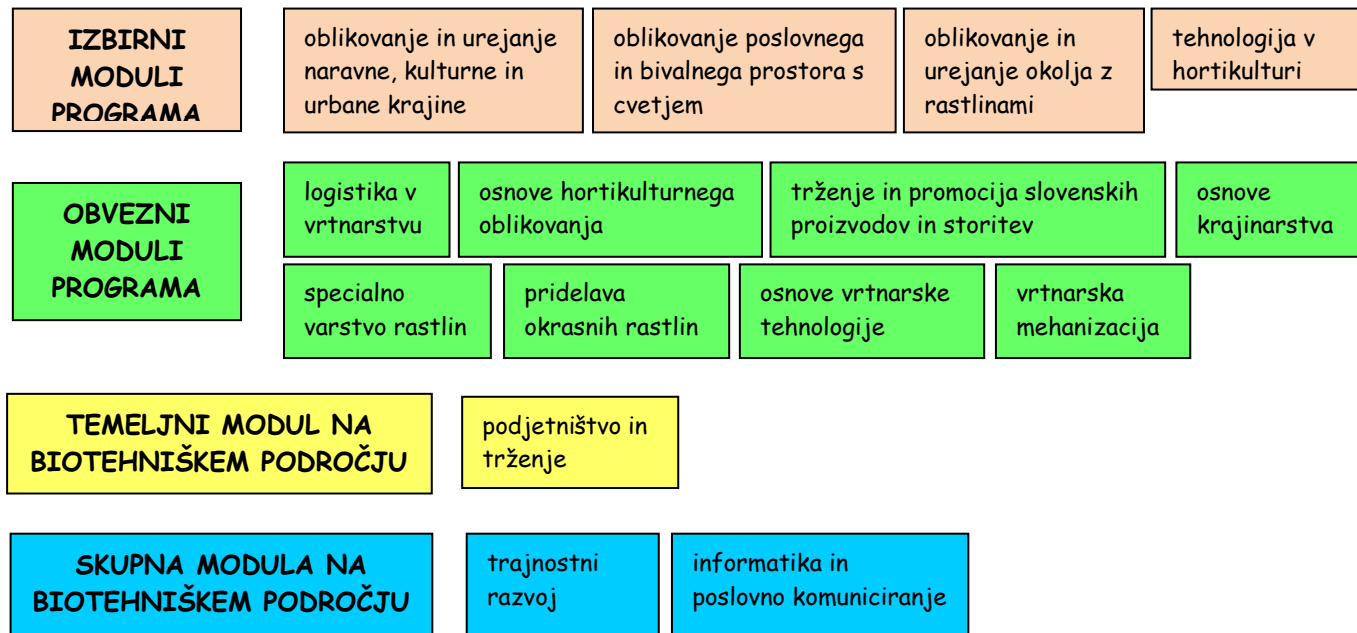 IZBIRNI
MODULI
PROGRAMA
oblikovanje in urejanje
naravne, kulturne in
urbane krajine
oblikovanje poslovnega
in bivalnega prostora s
cvetjem
oblikovanje in
urejanje okolja z
rastlinami
tehnologija v
hortikulturi
OBVEZNI
MODULI
PROGRAMA
logistika v
vrtnarstvu
osnove hortikulturnega
oblikovanja
trženje in promocija slovenskih
proizvodov in storitev
osnove
krajinarstva
specialno
varstvo rastlin
pridelava
okrasnih rastlin
osnove vrtnarske
tehnologije
vrtnarska
mehanizacija
TEMELJNI MODUL NA
BIOTEHNIŠKEM PODROČJU
podjetništvo in
trženje
SKUPNA MODULA NA
BIOTEHNIŠKEM PODROČJU
trajnostni
razvoj
informatika in
poslovno komuniciranje